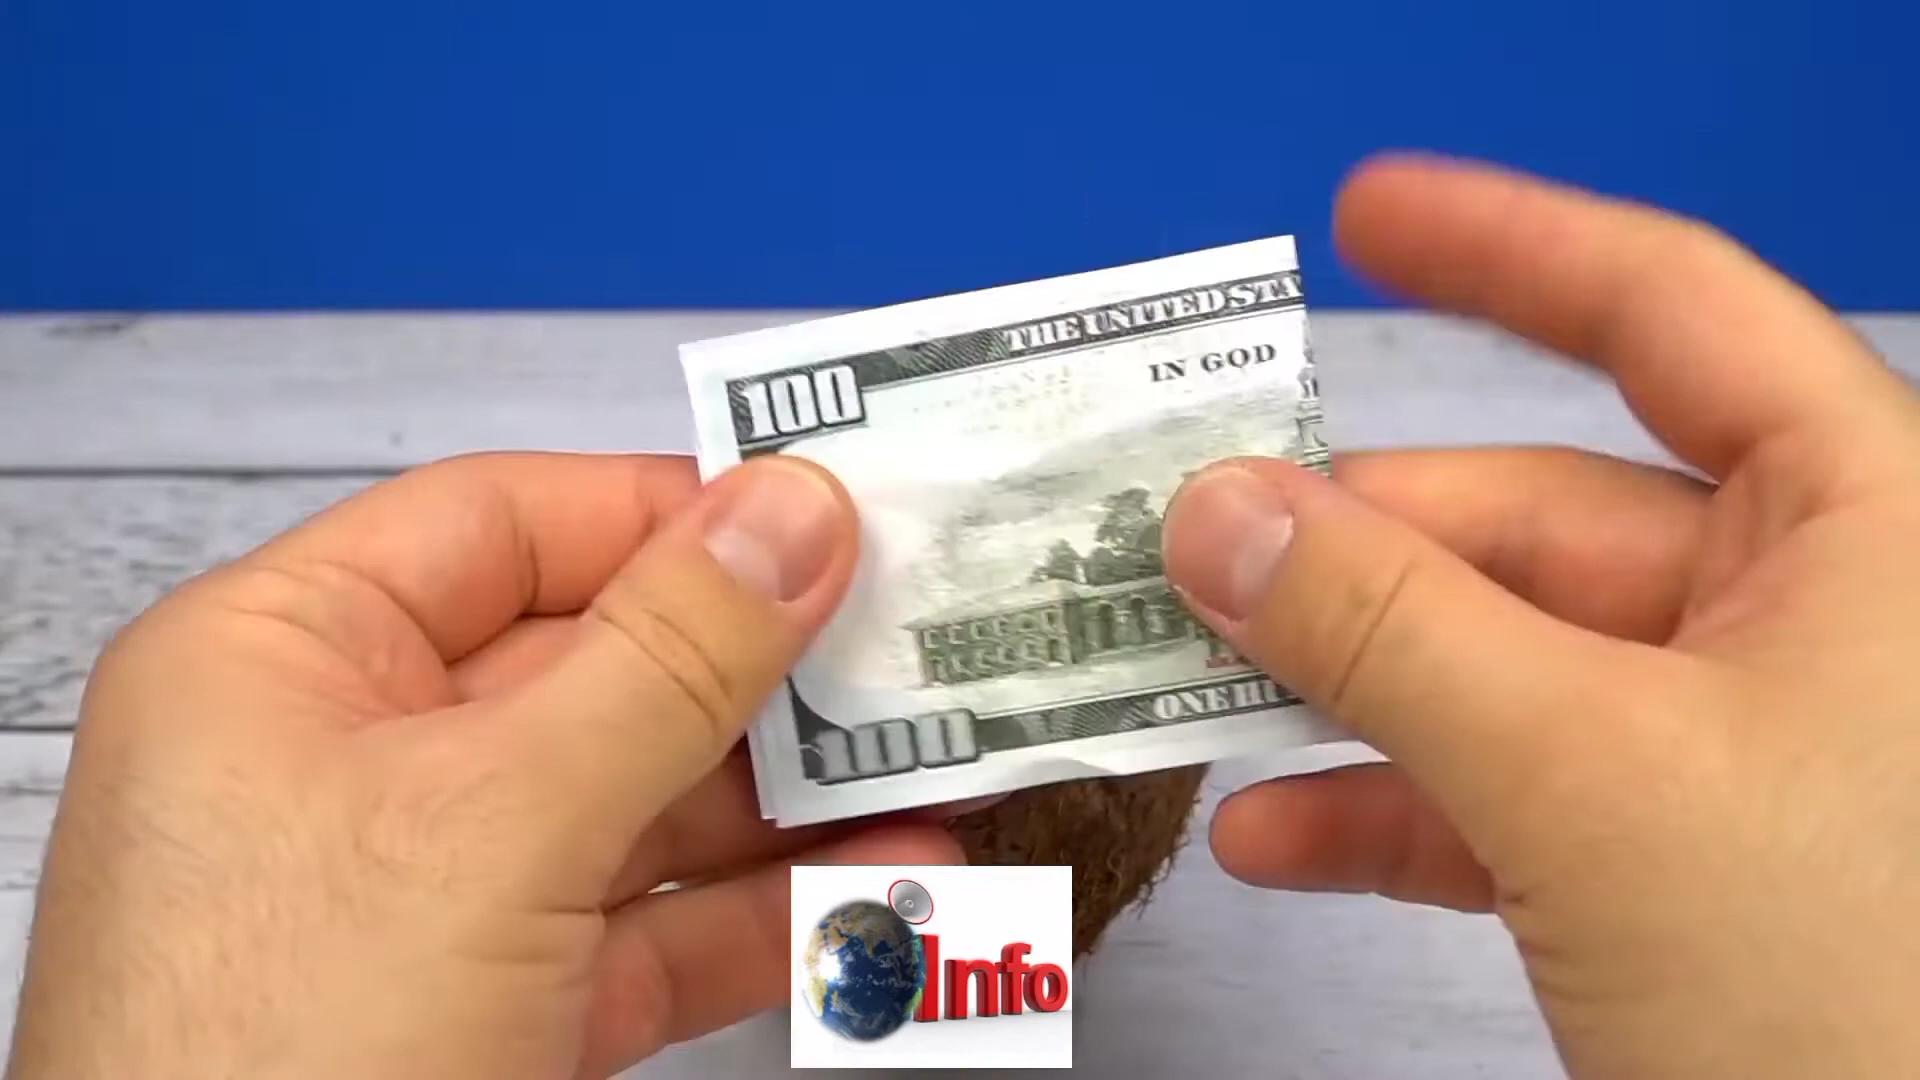 THE UNITED STA
100
IN GOD
ONE HU
100
Info